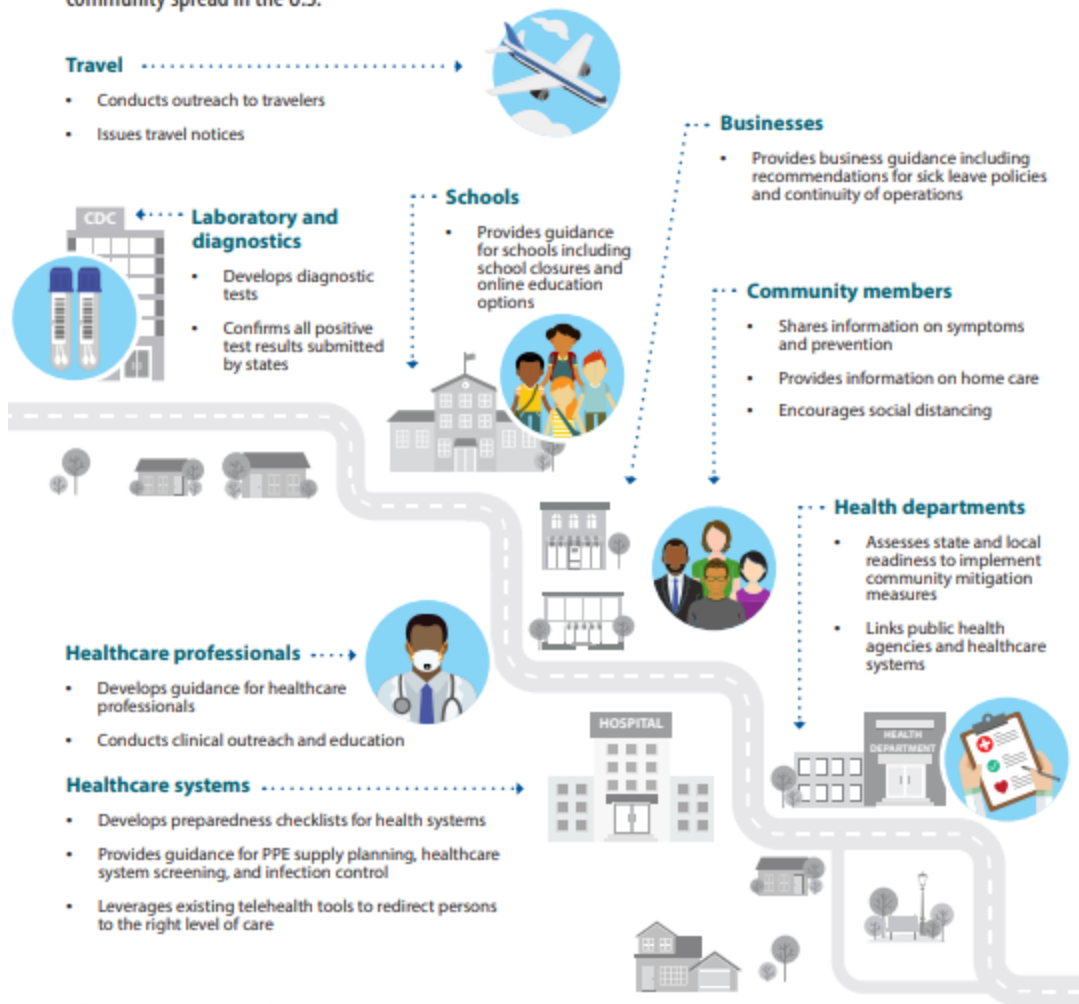 community spread in the U.S.
Travel
• Conducts outreach to travelers
• Issues travel notices
Businesses
• Provides business guidance including
recommendations for sick leave policies
and continuity of operations
CDC
Laboratory and
diagnostics
• Develops diagnostic
tests
• Confirms all positive
test results submitted
by states
Schools
• Provides guidance
for schools including
school closures and
online education
options
Community members
• Shares information on symptoms
and prevention
• Provides information on home care
• Encourages social distancing
Health departments
• Assesses state and local
readiness to implement
community mitigation
measures
• Links public health
agencies and healthcare
systems
Healthcare professionals
• Develops guidance for healthcare
professionals
• Conducts clinical outreach and education
HOSPITAL
HEALTH
DEPARTMENT
Healthcare systems
• Develops preparedness checklists for health systems
• Provides guidance for PPE supply planning, healthcare
system screening, and infection control
• Leverages existing telehealth tools to redirect persons
to the right level of care